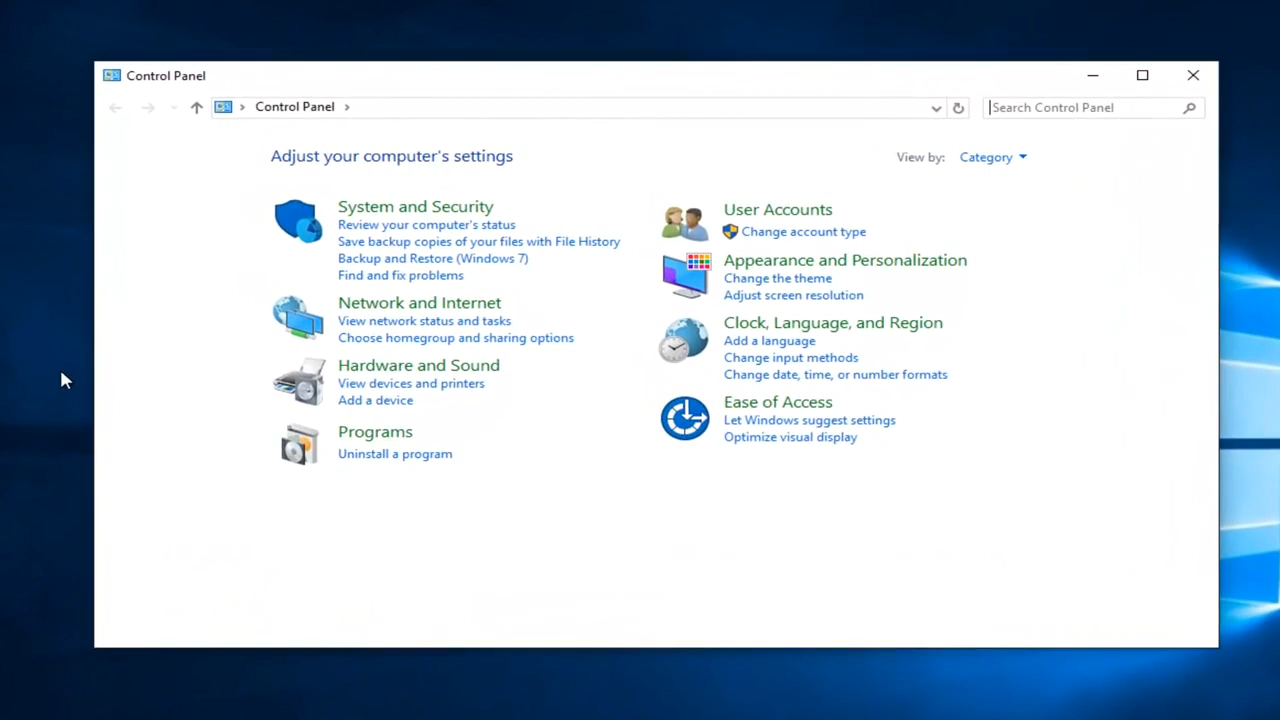 Control Panel
Control Panel
Search Control Panel
Adjust your computer's settings
View by: Category
System and Security
Review your computer's status
Save backup copies of your files with File History
Backup and Restore (Windows 7)
Find and fix problems
Network and Internet
View network status and tasks
Choose homegroup and sharing options
Hardware and Sound
View devices and printers
Add a device
Programs
Uninstall a program
User Accounts
Change account type
Appearance and Personalization
Change the theme
Adjust screen resolution
Clock, Language, and Region
Add a language
Change input methods
Change date, time, or number formats
Ease of Access
Let Windows suggest settings
Optimize visual display